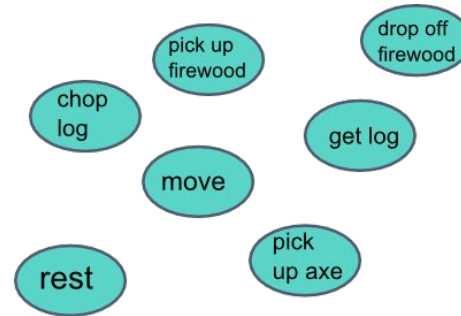 drop off
firewood
pick up
firewood
chop
log
get log
move
pick
up axe
rest